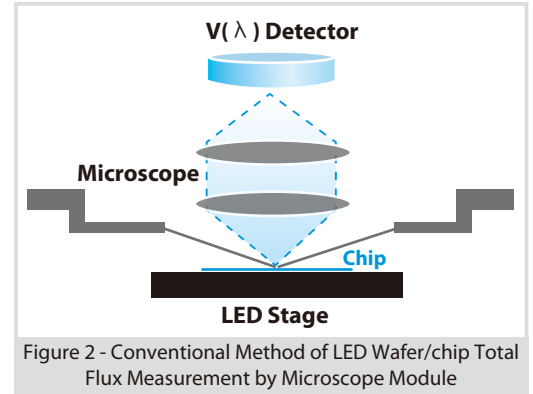 V( λ ) Detector
Microscope
Chip
LED Stage
Figure 2 - Conventional Method of LED Wafer/chip Total
Flux Measurement by Microscope Module